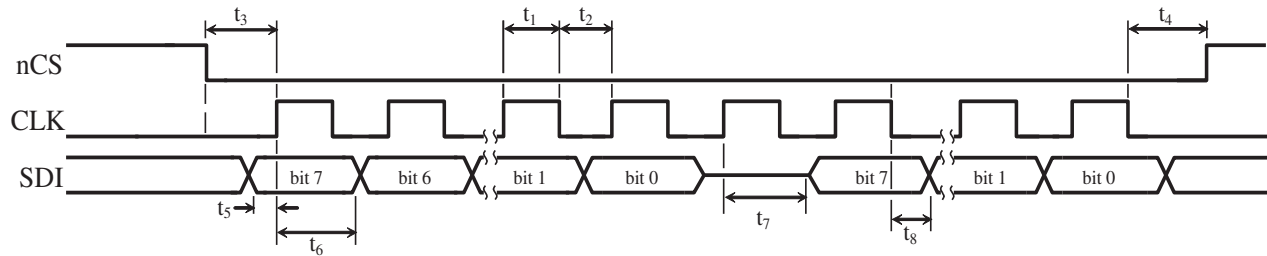 t3 t1 t2 t4
nCS
CLK
SDI bit 7 bit 6 bit 1 bit 0 bit 7 bit 1 bit 0
t5 t6 t7 t8